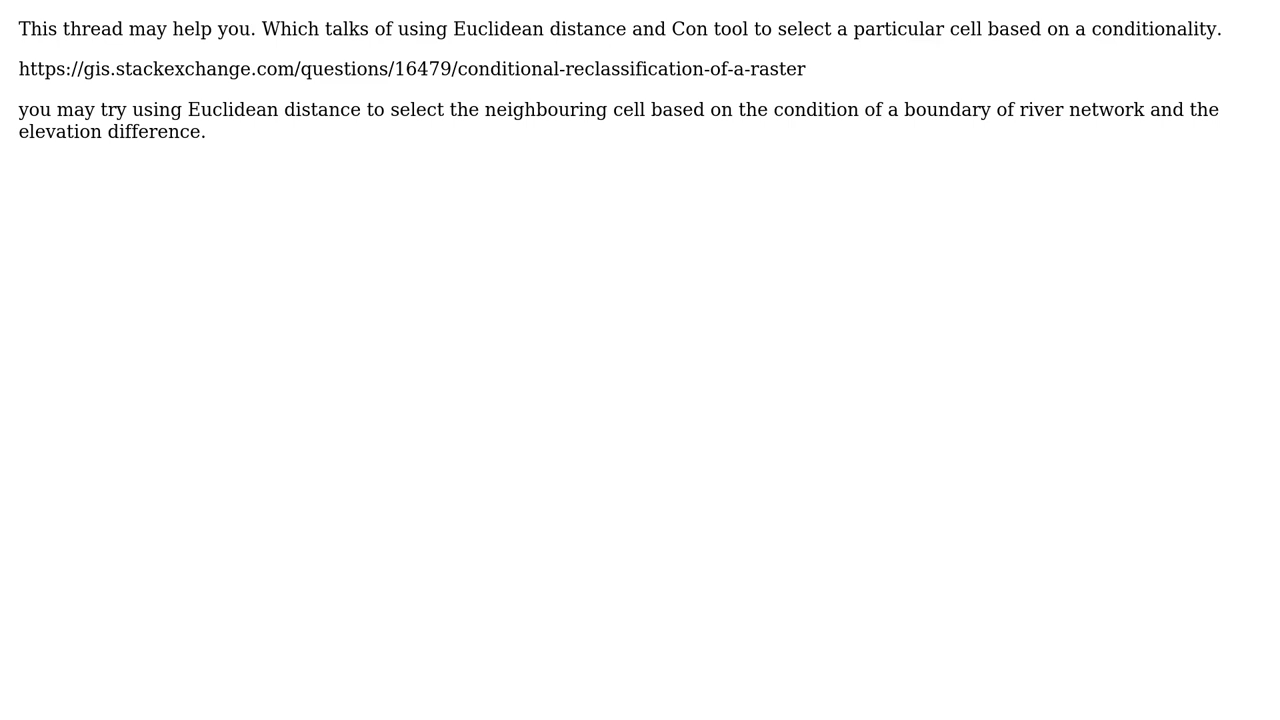 This thread may help you. Which talks of using Euclidean distance and Con tool to select a particular cell based on a conditionality.
https://gis.stackexchange.com/questions/16479/conditional-reclassification-of-a-raster
you may try using Euclidean distance to select the neighbouring cell based on the condition of a boundary of river network and the
elevation difference.